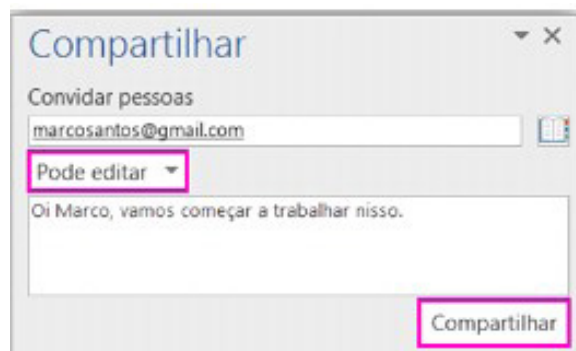 Compartilhar
Convidar pessoas
marcosantos@gmail.com
Pode editar
Oi Marco, vamos começar a trabalhar nisso.
Compartilhar